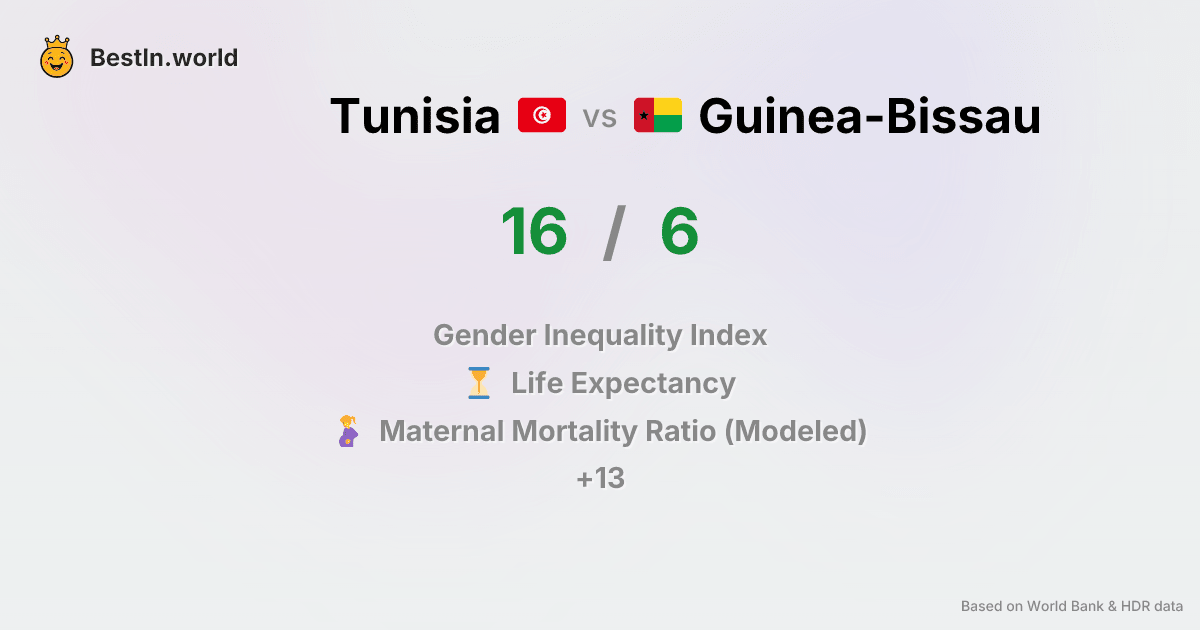 BestIn.world
Tunisia vs Guinea-Bissau
16 / 6
Gender Inequality Index
Life Expectancy
Maternal Mortality Ratio (Modeled)
+13
Based on World Bank & HDR data